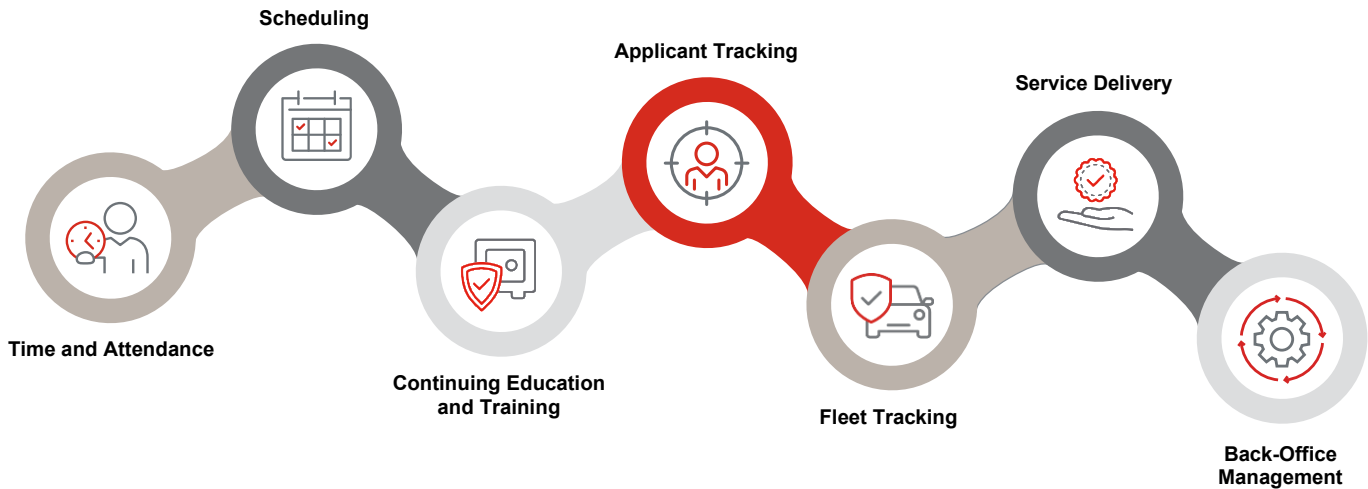 Time and Attendance
Scheduling
Continuing Education
and Training
Applicant Tracking
Fleet Tracking
Service Delivery
Back-Office
Management